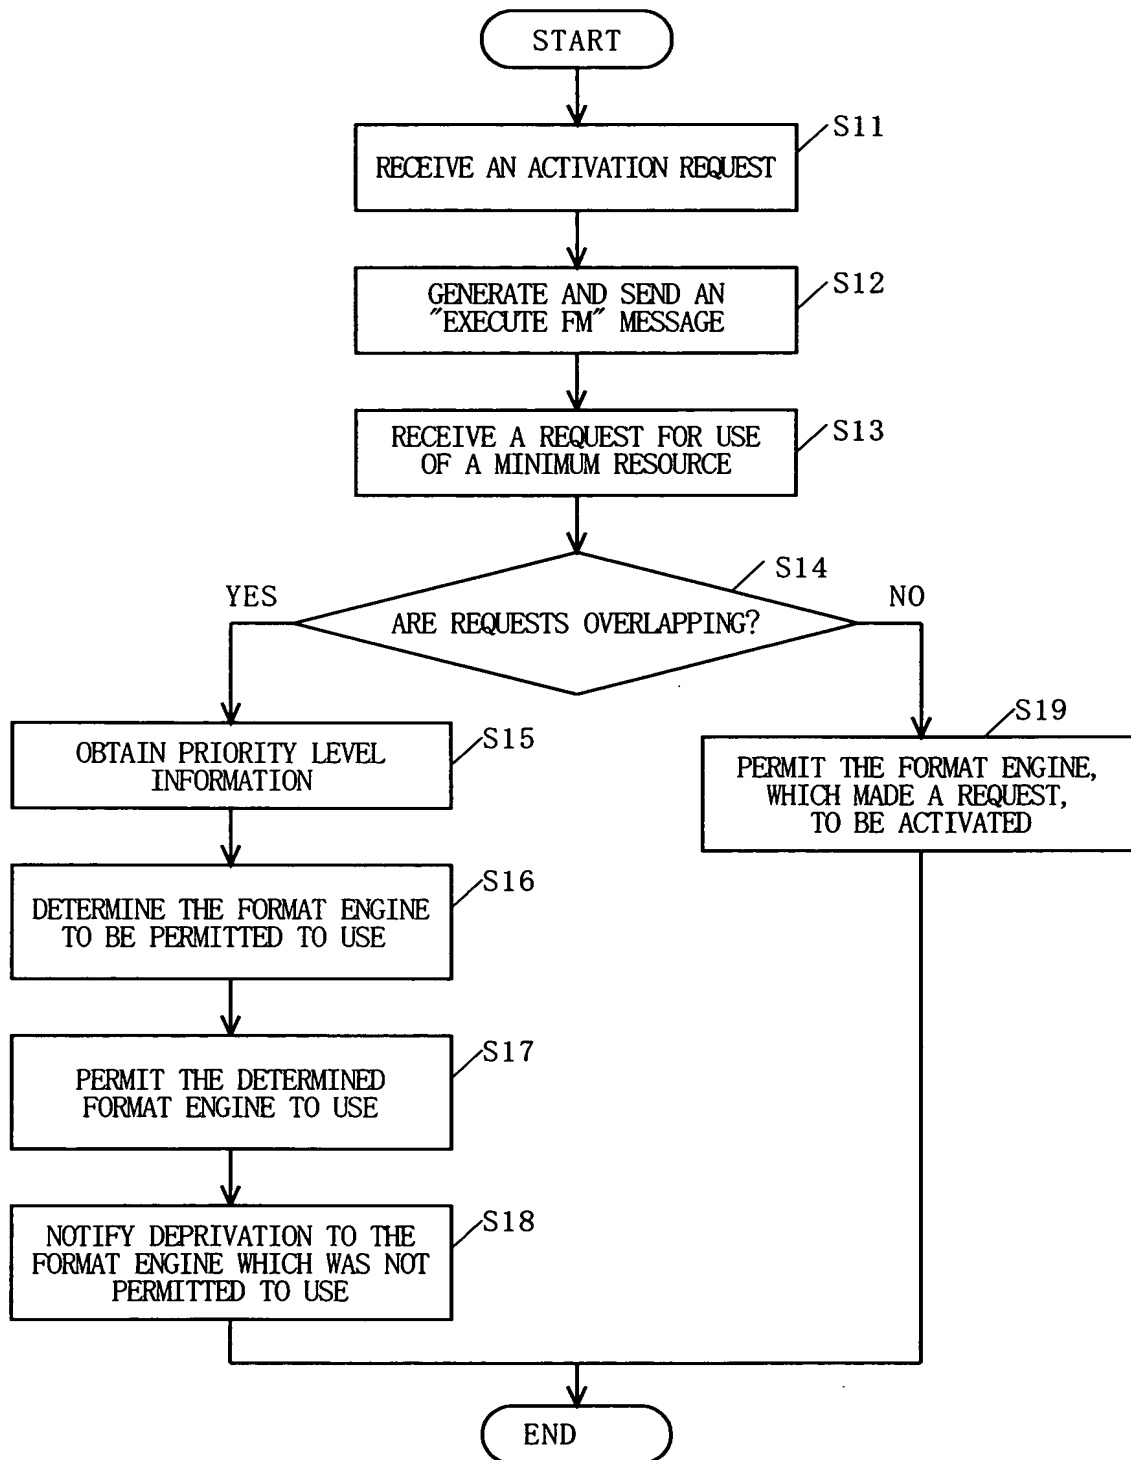 START
S11
RECEIVE AN ACTIVATION REQUEST
S12
GENERATE AND SEND AN
"EXECUTE FM" MESSAGE
S13
RECEIVE A REQUEST FOR USE
OF A MINIMUM RESOURCE
S14
YES
NO
ARE REQUESTS OVERLAPPING?
S15
OBTAIN PRIORITY LEVEL
INFORMATION
S19
PERMIT THE FORMAT ENGINE,
WHICH MADE A REQUEST,
TO BE ACTIVATED
S16
DETERMINE THE FORMAT ENGINE
TO BE PERMITTED TO USE
S17
PERMIT THE DETERMINED
FORMAT ENGINE TO USE
S18
NOTIFY DEPRIVATION TO THE
FORMAT ENGINE WHICH WAS NOT
PERMITTED TO USE
END